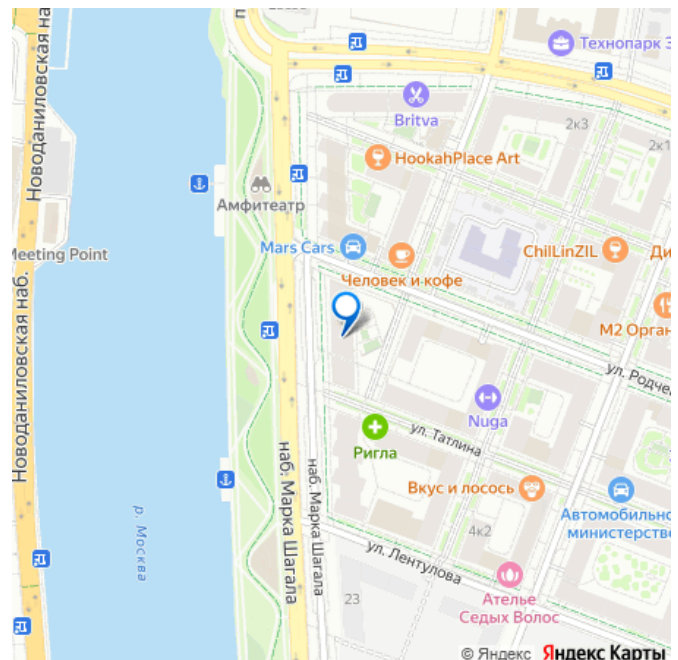 Новоданиловская на
Технопарк З
Britva
2к3
2к1
HookahPlace Art
Амфитеатр
Meeting Point
Mars Cars
ChilLinZIL
Ди
Человек и кофе
М2 Орган
Новоданиловская наб.
ул. Родче
Nuga
ул. Татлина
Ригла
наб. Марка Шагала
наб. Марка Шагала
Вкус и лосось
р. Москва
4к2
Автомобильно
министерство
ул. Лентулова
23
Ателье
Седых Волос
© Яндекс Яндекс Карты